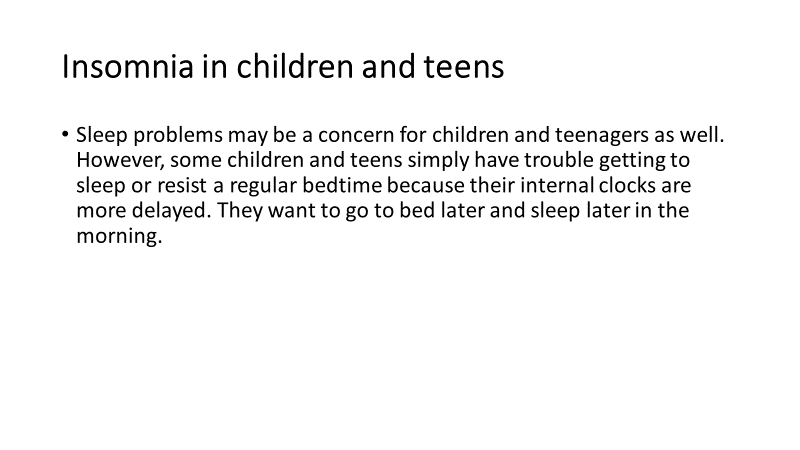 Insomnia in children and teens
• Sleep problems may be a concern for children and teenagers as well.
However, some children and teens simply have trouble getting to
sleep or resist a regular bedtime because their internal clocks are
more delayed. They want to go to bed later and sleep later in the
morning.